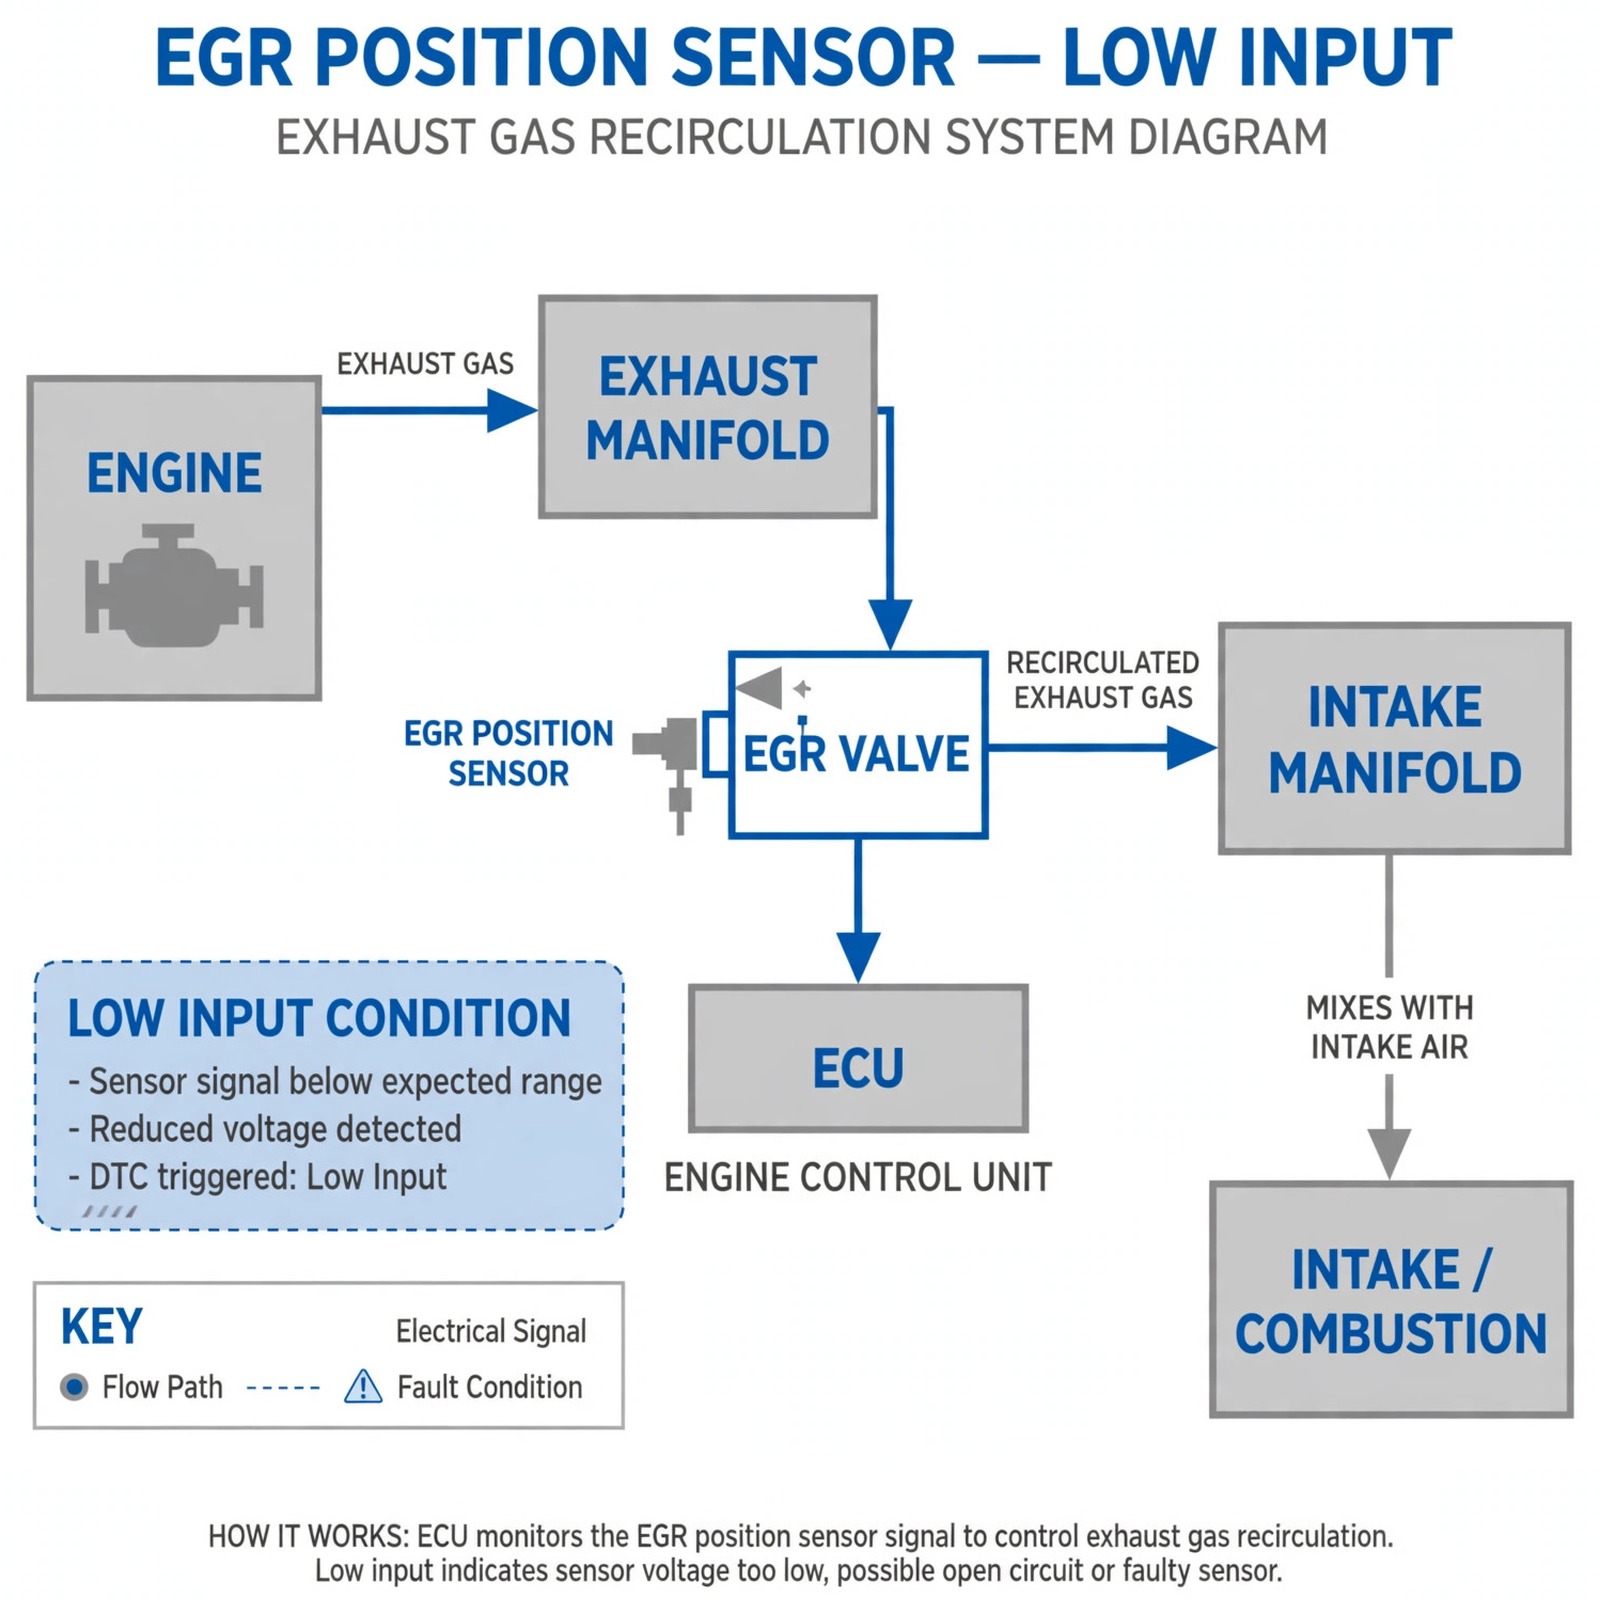 EGR POSITION SENSOR — LOW INPUT
EXHAUST GAS RECIRCULATION SYSTEM DIAGRAM
EXHAUST GAS
EXHAUST
MANIFOLD
ENGINE
RECIRCULATED
EXHAUST GAS
EGR POSITION
SENSOR
EGR VALVE
INTAKE
MANIFOLD
MIXES WITH
INTAKE AIR
LOW INPUT CONDITION
- Sensor signal below expected range
- Reduced voltage detected
- DTC triggered: Low Input
ECU
ENGINE CONTROL UNIT
INTAKE /
COMBUSTION
KEY
Electrical Signal
Flow Path
Fault Condition
HOW IT WORKS: ECU monitors the EGR position sensor signal to control exhaust gas recirculation.
Low input indicates sensor voltage too low, possible open circuit or faulty sensor.